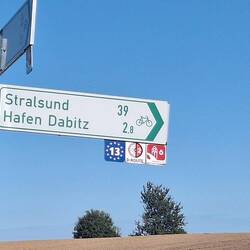 Stralsund 39
Hafen Dabitz 2,8
13